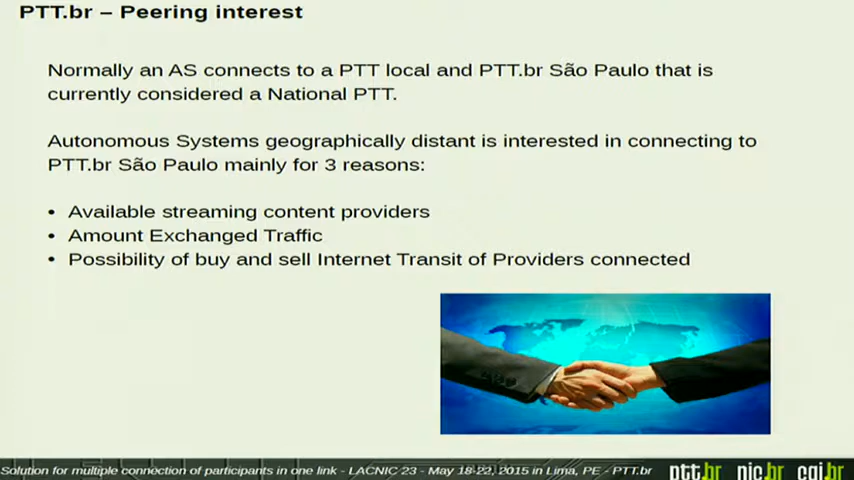 PTT.br – Peering interest
Normally an AS connects to a PTT local and PTT.br São Paulo that is
currently considered a National PTT.
Autonomous Systems geographically distant is interested in connecting to
PTT.br São Paulo mainly for 3 reasons:
• Available streaming content providers
• Amount Exchanged Traffic
• Possibility of buy and sell Internet Transit of Providers connected
Solution for multiple connection of participants in one link - LACNIC 23 - May 18-22, 2015 in Lima, PE - PTT.br
ptt.br nic.br cgi.br